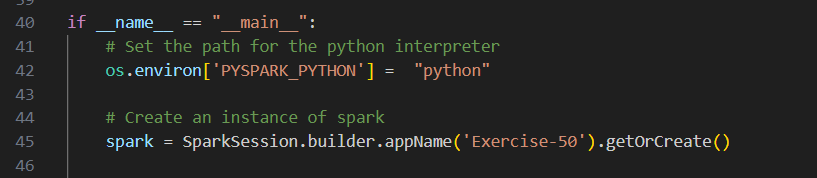 40 if __name__ == "__main__":
41     # Set the path for the python interpreter
42     os.environ['PYSPARK_PYTHON'] =  "python"
43
44     # Create an instance of spark
45     spark = SparkSession.builder.appName('Exercise-50').getOrCreate()
46